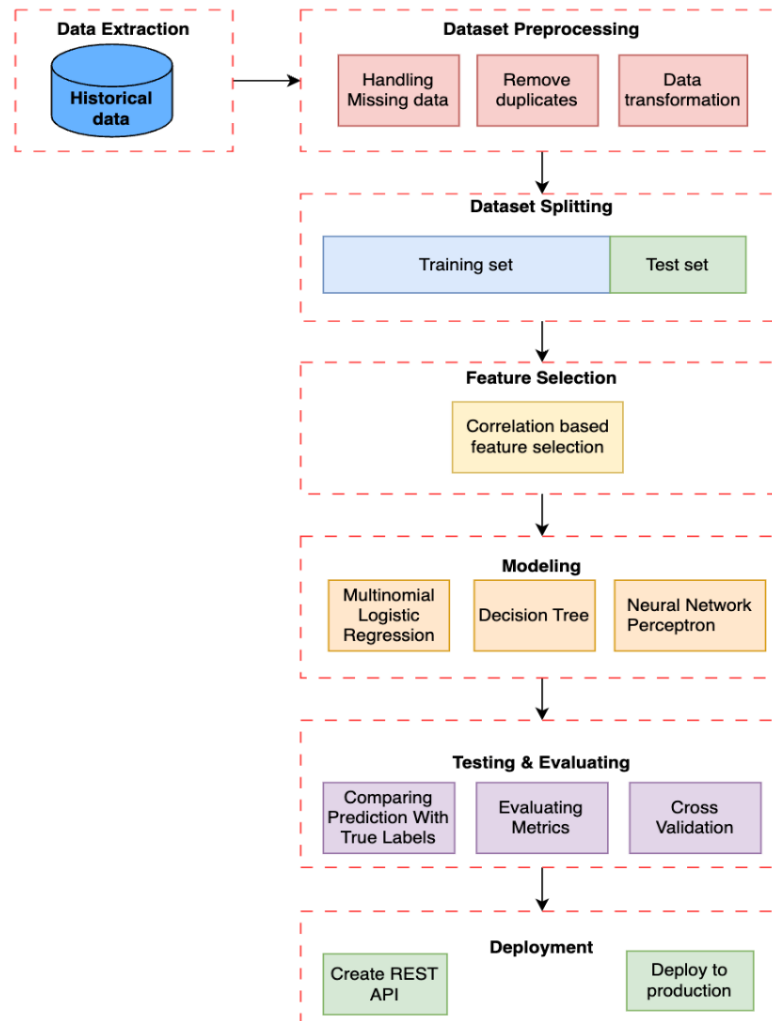 Data Extraction
Historical
data
Dataset Preprocessing
Handling
Missing data
Remove
duplicates
Data
transformation
Dataset Splitting
Training set
Test set
Feature Selection
Correlation based
feature selection
Modeling
Multinomial
Logistic
Regression
Decision Tree
Neural Network
Perceptron
Testing & Evaluating
Comparing
Prediction With
True Labels
Evaluating
Metrics
Cross
Validation
Deployment
Create REST
API
Deploy to
production